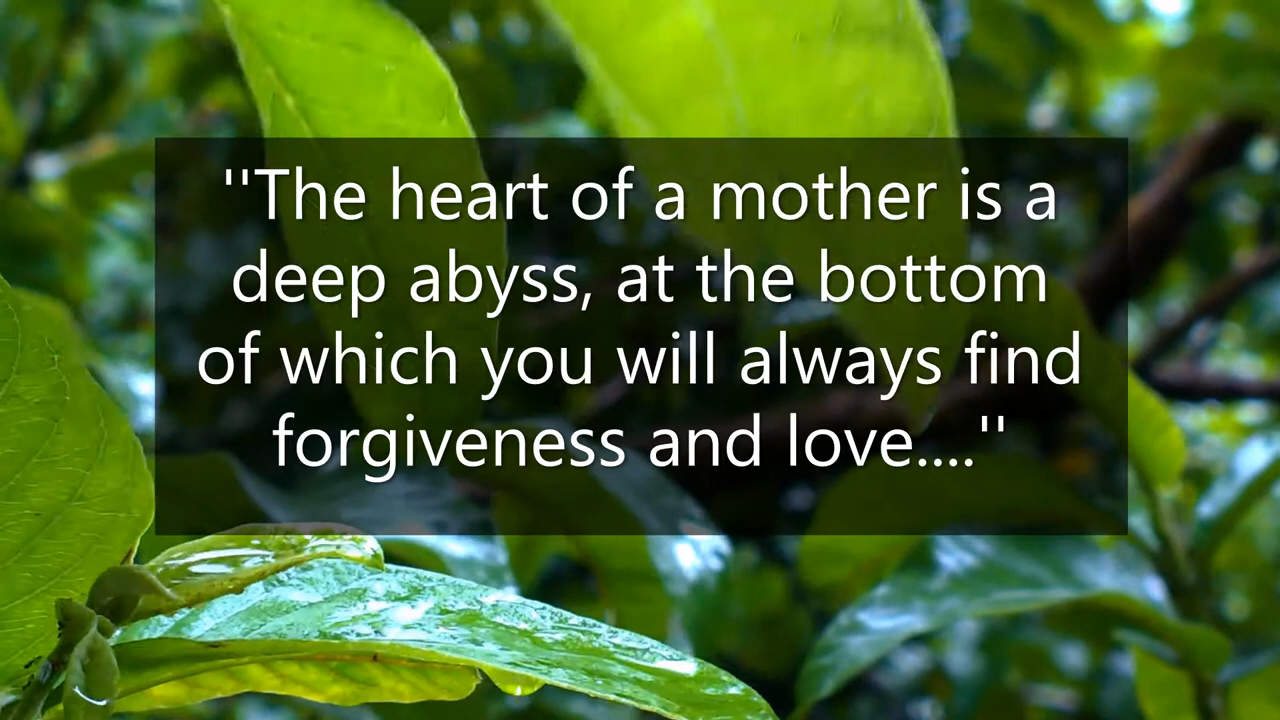 "The heart of a mother is a
deep abyss, at the bottom
of which you will always find
forgiveness and love...."